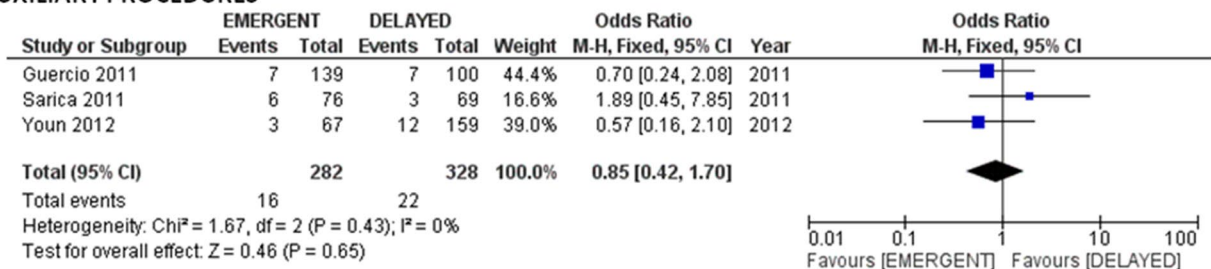 AUXILIARY PROCEDURES
EMERGENT DELAYED Odds Ratio Odds Ratio
Study or Subgroup Events Total Events Total Weight M-H, Fixed, 95% CI Year M-H, Fixed, 95% CI
Guercio 2011 7 139 7 100 44.4% 0.70 [0.24, 2.08] 2011
Sarica 2011 6 76 3 69 16.6% 1.89 [0.45, 7.85] 2011
Youn 2012 3 67 12 159 39.0% 0.57 [0.16, 2.10] 2012
Total (95% CI) 282 328 100.0% 0.85 [0.42, 1.70]
Total events 16 22
Heterogeneity: Chi² = 1.67, df = 2 (P = 0.43); I² = 0%
Test for overall effect: Z = 0.46 (P = 0.65)
0.01 0.1 1 10 100
Favours [EMERGENT] Favours [DELAYED]